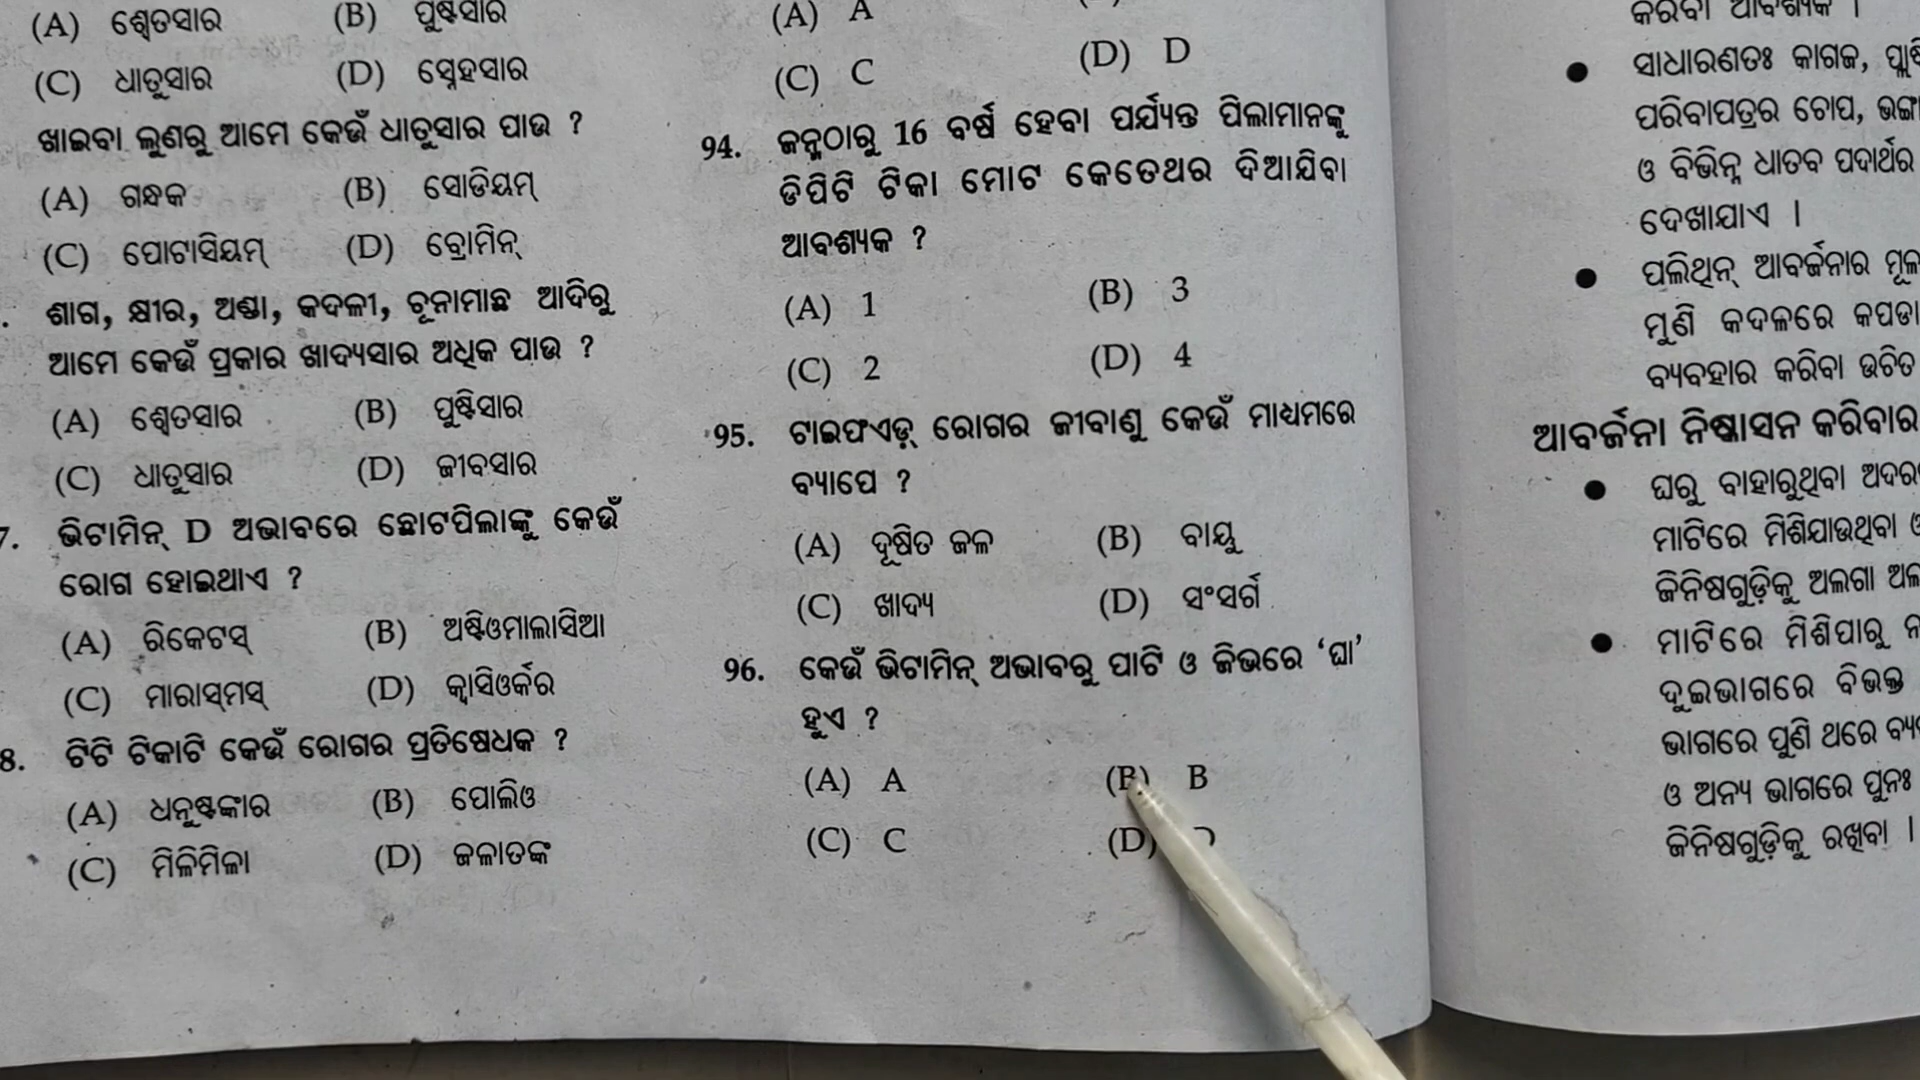 (A) ଶ୍ଵେତସାର (B) ପୁଷ୍ଟିସାର
(C) ଧାତୁସାର (D) ସ୍ନେହସାର
ଖାଇବା ଲୁଣରୁ ଆମେ କେଉଁ ଧାତୁସାର ପାଉ ?
(A) ଗନ୍ଧକ (B) ସୋଡିୟମ୍
(C) ପୋଟାସିୟମ୍ (D) ବ୍ରୋମିନ୍
ଶାଗ, କ୍ଷୀର, ଅଣ୍ଡା, କଦଳୀ, ଚୂନାମାଛ ଆଦିରୁ
ଆମେ କେଉଁ ପ୍ରକାର ଖାଦ୍ୟସାର ଅଧିକ ପାଉ ?
(A) ଶ୍ଵେତସାର (B) ପୁଷ୍ଟିସାର
(C) ଧାତୁସାର (D) ଜୀବସାର
7. ଭିଟାମିନ୍ D ଅଭାବରେ ଛୋଟପିଲାଙ୍କୁ କେଉଁ
ରୋଗ ହୋଇଥାଏ ?
(A) ରିକେଟସ୍ (B) ଅଷ୍ଟିଓମାଲାସିଆ
(C) ମାରାସ୍ମସ୍ (D) କ୍ବାସିଓର୍କର
8. ଟିଟି ଟିକାଟି କେଉଁ ରୋଗର ପ୍ରତିଷେଧକ ?
(A) ଧନୁଷ୍ଟଙ୍କାର (B) ପୋଲିଓ
(C) ମିଳିମିଳା (D) ଜଳାତଙ୍କ
(A) A
(C) C (D) D
94. ଜନ୍ମଠାରୁ 16 ବର୍ଷ ହେବା ପର୍ଯ୍ୟନ୍ତ ପିଲାମାନଙ୍କୁ
ଡିପିଟି ଟିକା ମୋଟ କେତେଥର ଦିଆଯିବା
ଆବଶ୍ୟକ ?
(A) 1 (B) 3
(C) 2 (D) 4
95. ଟାଇଫଏଡ୍ ରୋଗର ଜୀବାଣୁ କେଉଁ ମାଧ୍ୟମରେ
ବ୍ୟାପେ ?
(A) ଦୂଷିତ ଜଳ (B) ବାୟୁ
(C) ଖାଦ୍ୟ (D) ସଂସର୍ଗ
96. କେଉଁ ଭିଟାମିନ୍ ଅଭାବରୁ ପାଟି ଓ ଜିଭରେ ‘ଘା’
ହୁଏ ?
(A) A (B) B
(C) C (D)
କରିବା ଆବଶ୍ୟକ ।
● ସାଧାରଣତଃ କାଗଜ,
ପରିବାପତ୍ରର ଚୋପା,
ଓ ବିଭିନ୍ନ ଧାତବ ପଦାର୍ଥର
ଦେଖାଯାଏ ।
● ପଲିଥିନ୍ ଆବର୍ଜନାର ମୂଳ
ମୁଣି କଦଳରେ କପଡା
ବ୍ୟବହାର କରିବା ଉଚିତ
ଆବର୍ଜନା ନିଷ୍କାସନ କରିବାର
● ଘରୁ ବାହାରୁଥିବା
ମାଟିରେ ମିଶିଯାଉଥିବା ଓ
ଜିନିଷଗୁଡ଼ିକୁ ଅଲଗା
● ମାଟିରେ ମିଶିପାରୁ
ଦୁଇଭାଗରେ ବିଭକ୍ତ
ଭାଗରେ ପୁଣି ଥରେ
ଓ ଅନ୍ୟ ଭାଗରେ ପୁନଃ
ଜିନିଷଗୁଡ଼ିକୁ ରଖିବା ।